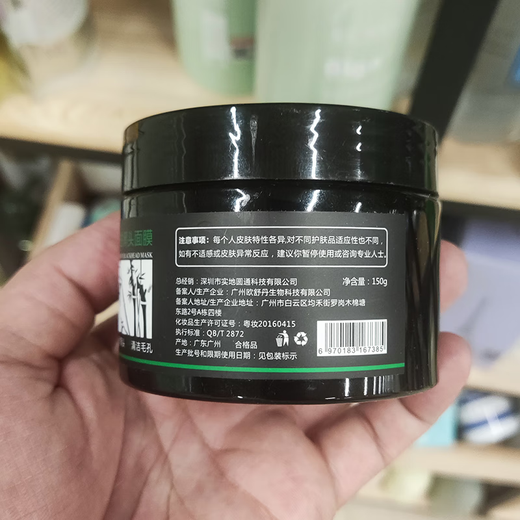 头面膜
BLACKHEAD MASK
清洁毛孔
注意事项：每个人皮肤特性各异,对不同护肤品适应性也不同，
如有不适感或皮肤异常反应，建议你暂停使用或咨询专业人士。
总经销：深圳市实地圆通科技有限公司
净含量：150g
备案人/生产企业：广州欧舒丹生物科技有限公司
备案人地址/生产企业地址：广州市白云区均禾街罗岗木棉塘
东路2号A栋四楼
化妆品生产许可证号：粤妆20160415
执行标准：QB/T 2872
产地：广东广州 合格品
生产批号和限期使用日期：见包装标示
6 970183 167385